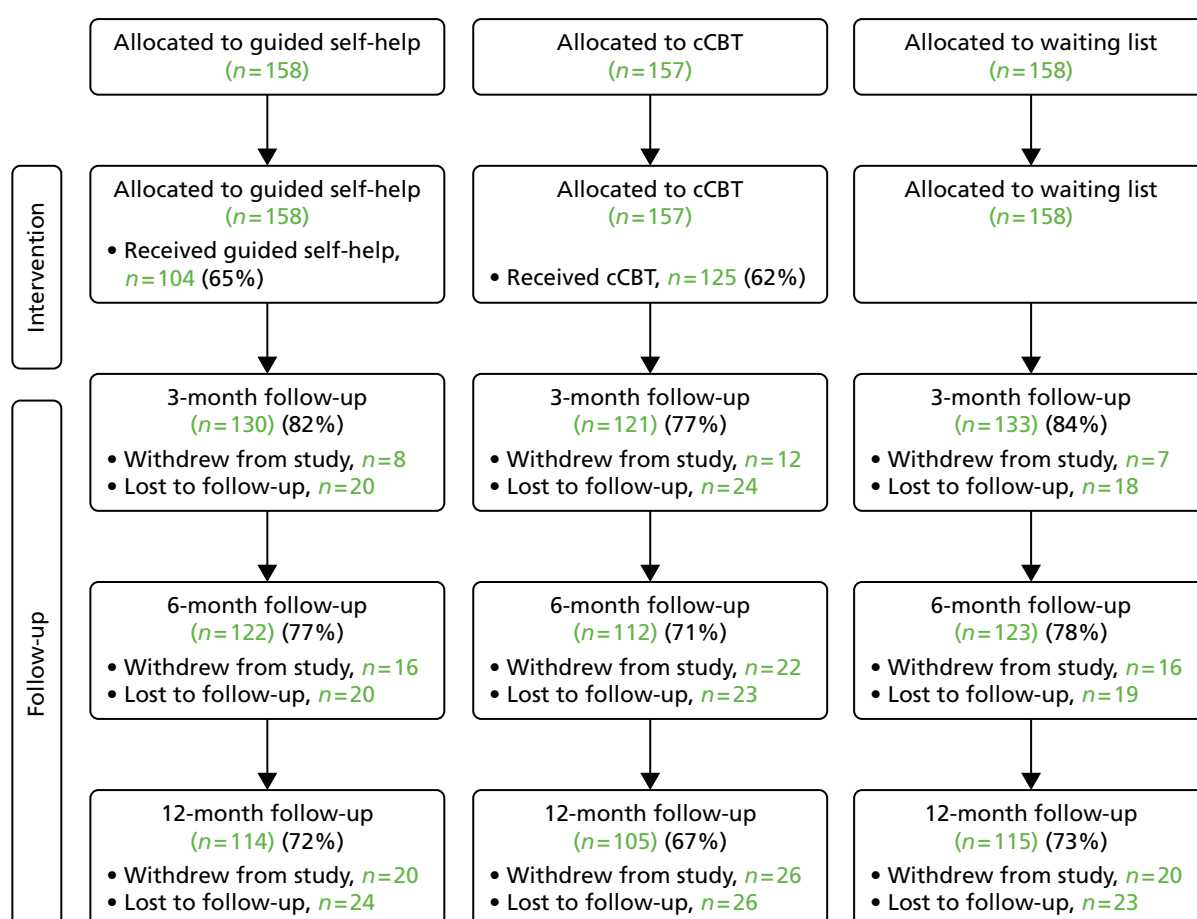 Allocated to guided self-help
(n=158)
Allocated to cCBT
(n=157)
Allocated to waiting list
(n=158)
Intervention
Allocated to guided self-help
(n=158)
• Received guided self-help,
n=104 (65%)
Allocated to cCBT
(n=157)
• Received cCBT, n=125 (62%)
Allocated to waiting list
(n=158)
Follow-up
3-month follow-up
(n=130) (82%)
• Withdrew from study, n=8
• Lost to follow-up, n=20
3-month follow-up
(n=121) (77%)
• Withdrew from study, n=12
• Lost to follow-up, n=24
3-month follow-up
(n=133) (84%)
• Withdrew from study, n=7
• Lost to follow-up, n=18
6-month follow-up
(n=122) (77%)
• Withdrew from study, n=16
• Lost to follow-up, n=20
6-month follow-up
(n=112) (71%)
• Withdrew from study, n=22
• Lost to follow-up, n=23
6-month follow-up
(n=123) (78%)
• Withdrew from study, n=16
• Lost to follow-up, n=19
12-month follow-up
(n=114) (72%)
• Withdrew from study, n=20
• Lost to follow-up, n=24
12-month follow-up
(n=105) (67%)
• Withdrew from study, n=26
• Lost to follow-up, n=26
12-month follow-up
(n=115) (73%)
• Withdrew from study, n=20
• Lost to follow-up, n=23